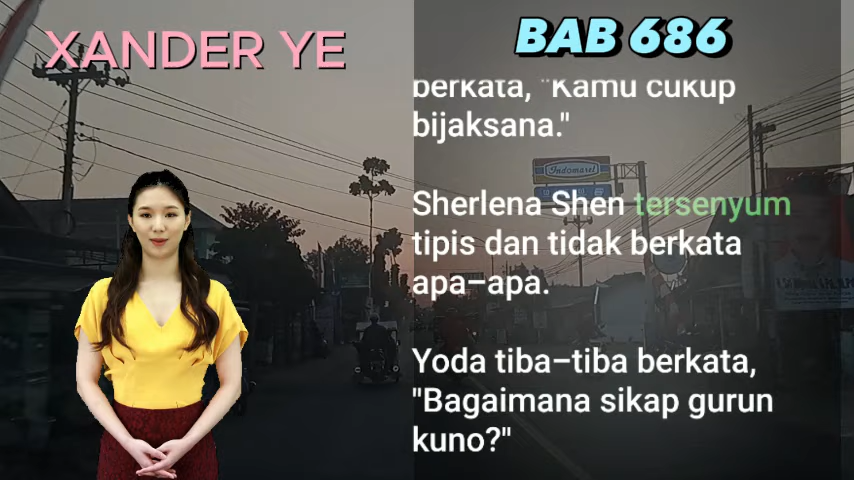 XANDER YE
BAB 686
berkata, "Kamu cukup
bijaksana."
Sherlena Shen tersenyum
tipis dan tidak berkata
apa-apa.
Yoda tiba-tiba berkata,
"Bagaimana sikap gurun
kuno?"
Indomaret